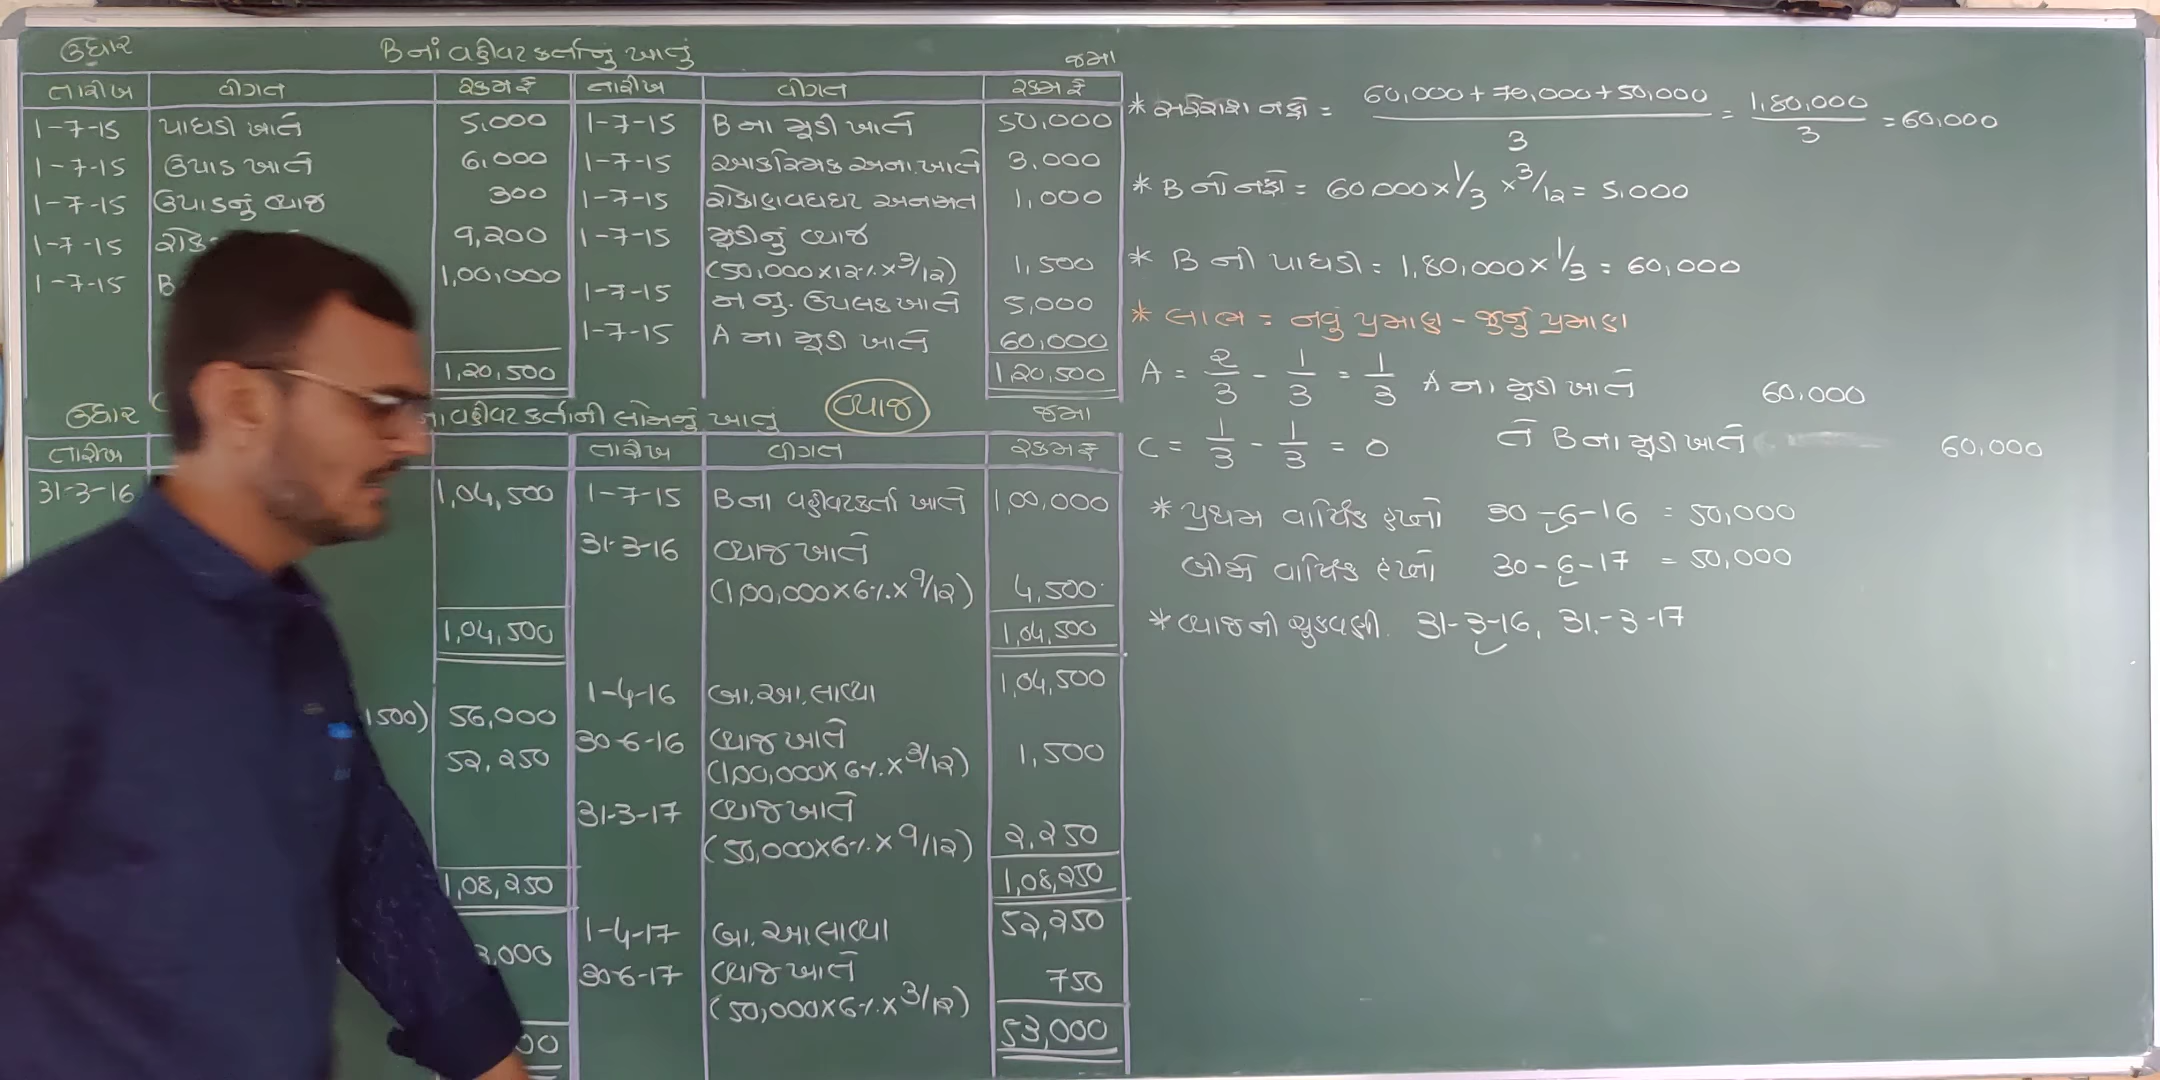 ઉધાર B નાં વહીવટકર્તાનું ખાતું જમા
તારીખ વીગત રકમ ₹ તારીખ વીગત રકમ ₹
1-7-15 પાઘડી ખાતે 5,000 1-7-15 B ના મૂડી ખાતે 50,000
1-7-15 ઉપાડ ખાતે 6,000 1-7-15 આકસ્મિક અના. ખાતે 3,000
1-7-15 ઉપાડનું વ્યાજ 300 1-7-15 રોકાણ વધઘટ અનામત 1,000
1-7-15 9,200 1-7-15 મૂડીનું વ્યાજ
(50,000×12%×3/12) 1,500
1-7-15 B 1,00,000
1-7-15 ન.નુ. ઉપલક ખાતે 5,000
1-7-15 A ના મૂડી ખાતે 60,000
1,20,500 1,20,500
ઉધાર ના વહીવટકર્તાની લોનનું ખાતું વ્યાજ જમા
તારીખ તારીખ વીગત રકમ ₹
31-3-16 1,04,500 1-7-15 B ના વહીવટકર્તા ખાતે 1,00,000
31-3-16 વ્યાજ ખાતે
(1,00,000×6%×9/12) 4,500
1,04,500 1,04,500
1-4-16 બા.આ. લાવ્યા 1,04,500
1500) 56,000 30-6-16 વ્યાજ ખાતે
(1,00,000×6%×3/12) 1,500
52,250
31-3-17 વ્યાજ ખાતે
(50,000×6%×9/12) 2,250
1,08,250 1,08,250
1-4-17 બા.આ લાવ્યા 52,250
3,000 30-6-17 વ્યાજ ખાતે 750
(50,000×6%×3/12)
00 53,000
* સરેરાશ નફો = 60,000+70,000+50,000 / 3 = 1,80,000 / 3 = 60,000
* B નો નફો = 60,000×1/3 ×3/12 = 5,000
* B ની પાઘડી = 1,80,000×1/3 = 60,000
* લાભ = નવું પ્રમાણ - જુનું પ્રમાણ
A = 2/3 - 1/3 = 1/3 A ના મૂડી ખાતે 60,000
C = 1/3 - 1/3 = 0 તે B ના મૂડી ખાતે 60,000
* પ્રથમ વાર્ષિક હપ્તો 30-6-16 = 50,000
બીજો વાર્ષિક હપ્તો 30-6-17 = 50,000
* વ્યાજની ચુકવણી. 31-3-16, 31-3-17